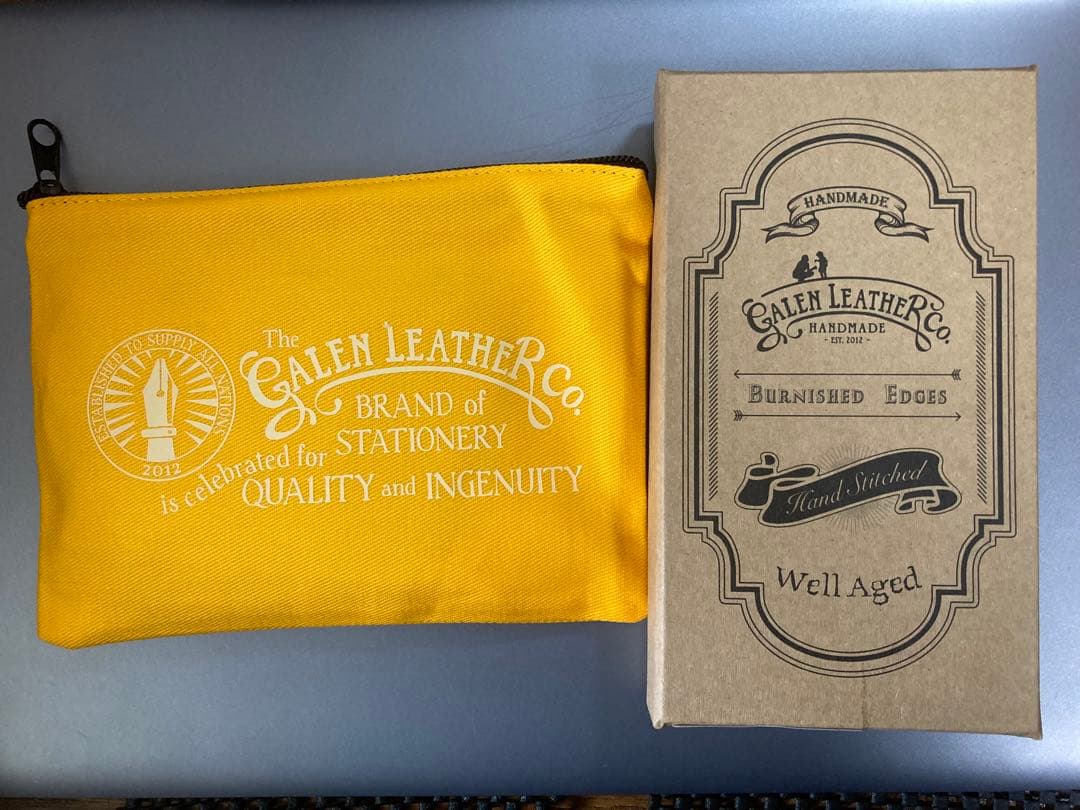 ESTABLISHED TO SUPPLY ALL NATIONS
2012
The
GALEN LEATHER CO.
BRAND of
STATIONERY
is celebrated for
QUALITY and INGENUITY
HANDMADE
GALEN LEATHER CO.
HANDMADE
- EST. 2012 -
BURNISHED EDGES
Hand Stitched
Well Aged